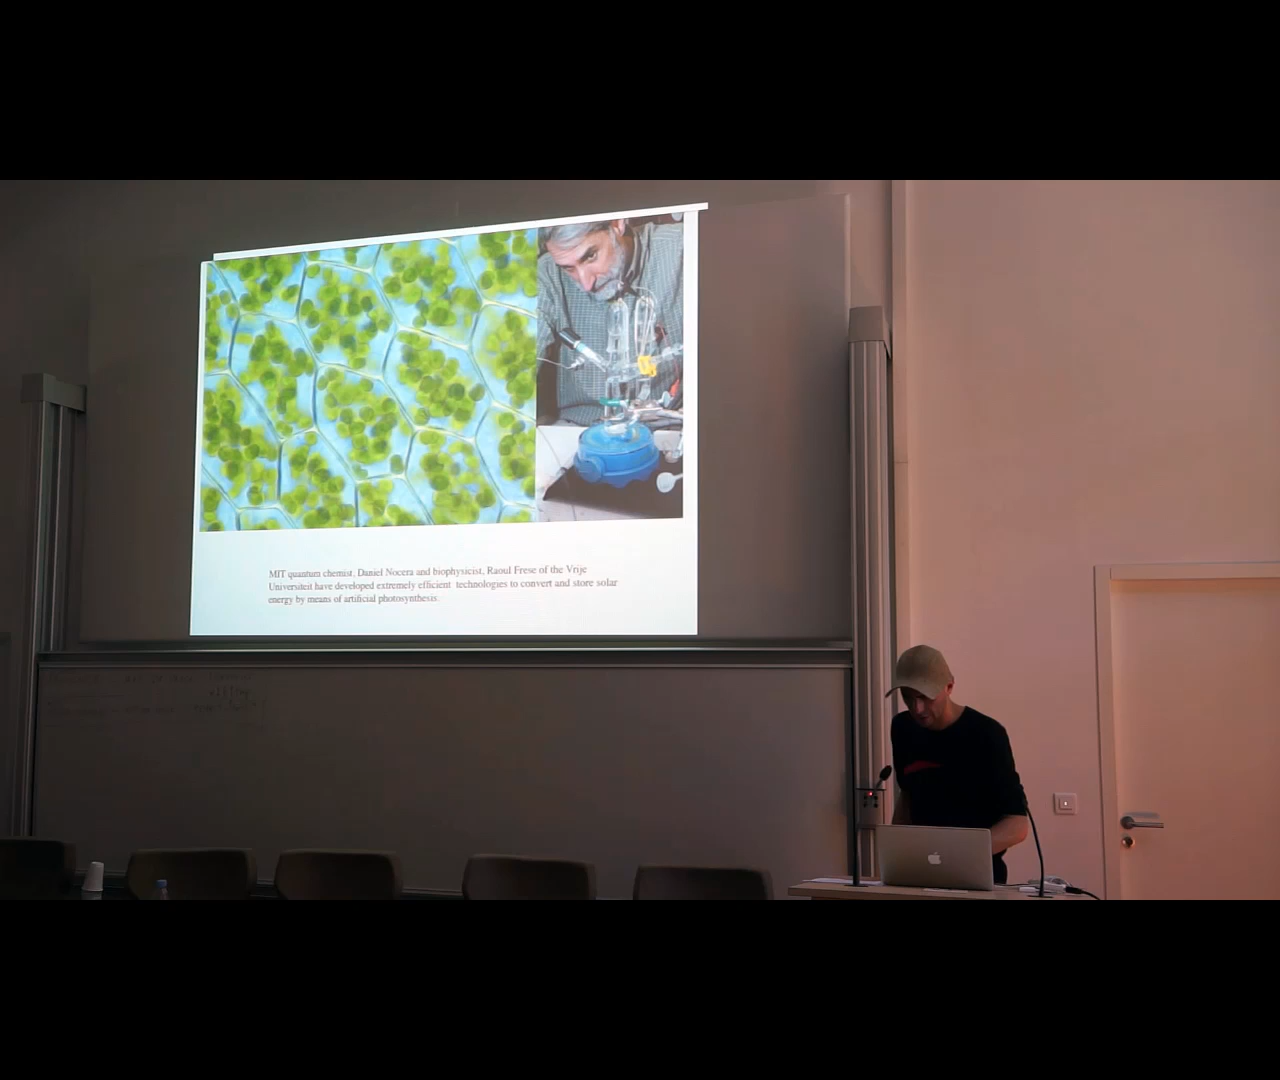 MIT quantum chemist, Daniel Nocera and biophysicist, Raoul Frese of the Vrije
Universiteit have developed extremely efficient technologies to convert and store solar
energy by means of artificial photosynthesis.